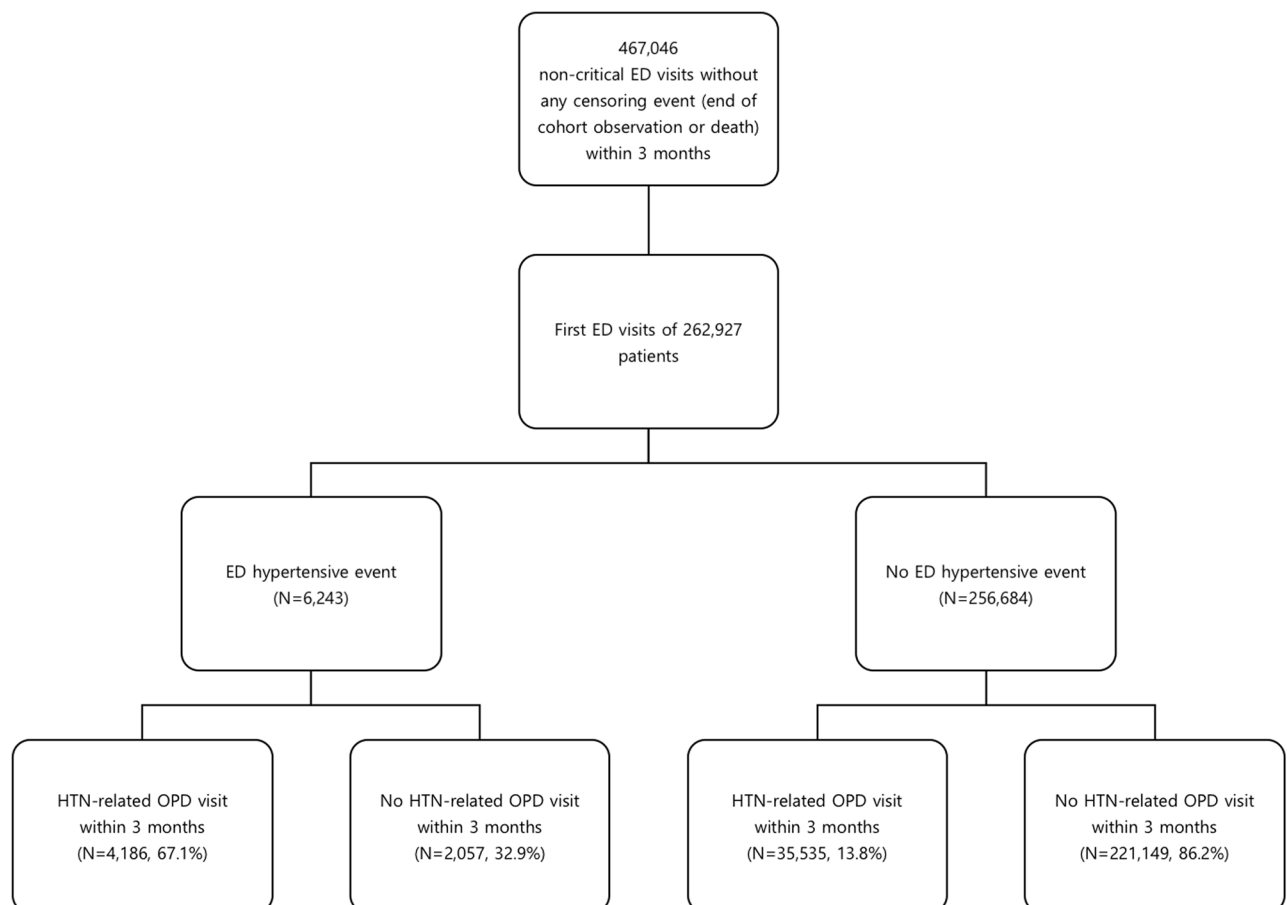 467,046
non-critical ED visits without
any censoring event (end of
cohort observation or death)
within 3 months
First ED visits of 262,927
patients
ED hypertensive event
(N=6,243)
No ED hypertensive event
(N=256,684)
HTN-related OPD visit
within 3 months
(N=4,186, 67.1%)
No HTN-related OPD visit
within 3 months
(N=2,057, 32.9%)
HTN-related OPD visit
within 3 months
(N=35,535, 13.8%)
No HTN-related OPD visit
within 3 months
(N=221,149, 86.2%)